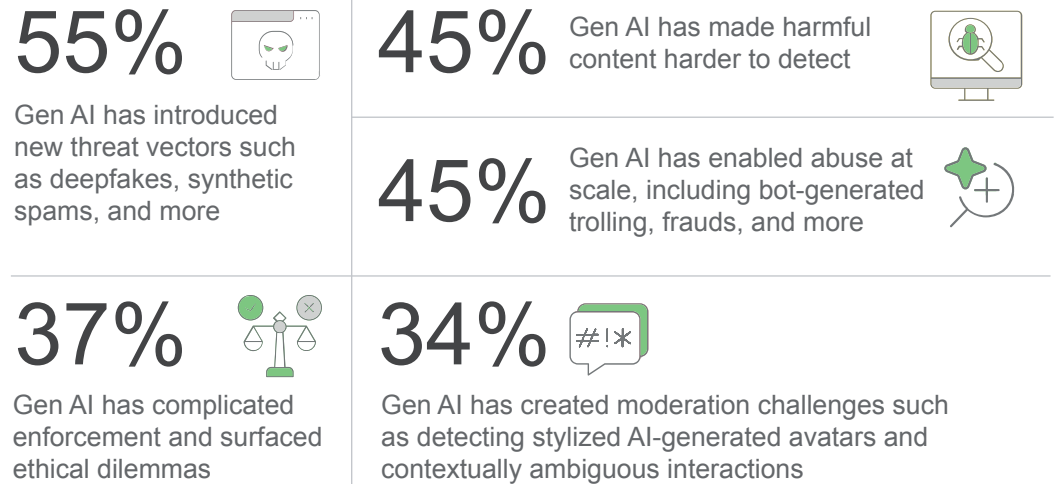 55%
Gen AI has introduced
new threat vectors such
as deepfakes, synthetic
spams, and more
45%
Gen AI has made harmful
content harder to detect
45%
Gen AI has enabled abuse at
scale, including bot-generated
trolling, frauds, and more
37%
Gen AI has complicated
enforcement and surfaced
ethical dilemmas
34%
#!*
Gen AI has created moderation challenges such
as detecting stylized AI-generated avatars and
contextually ambiguous interactions